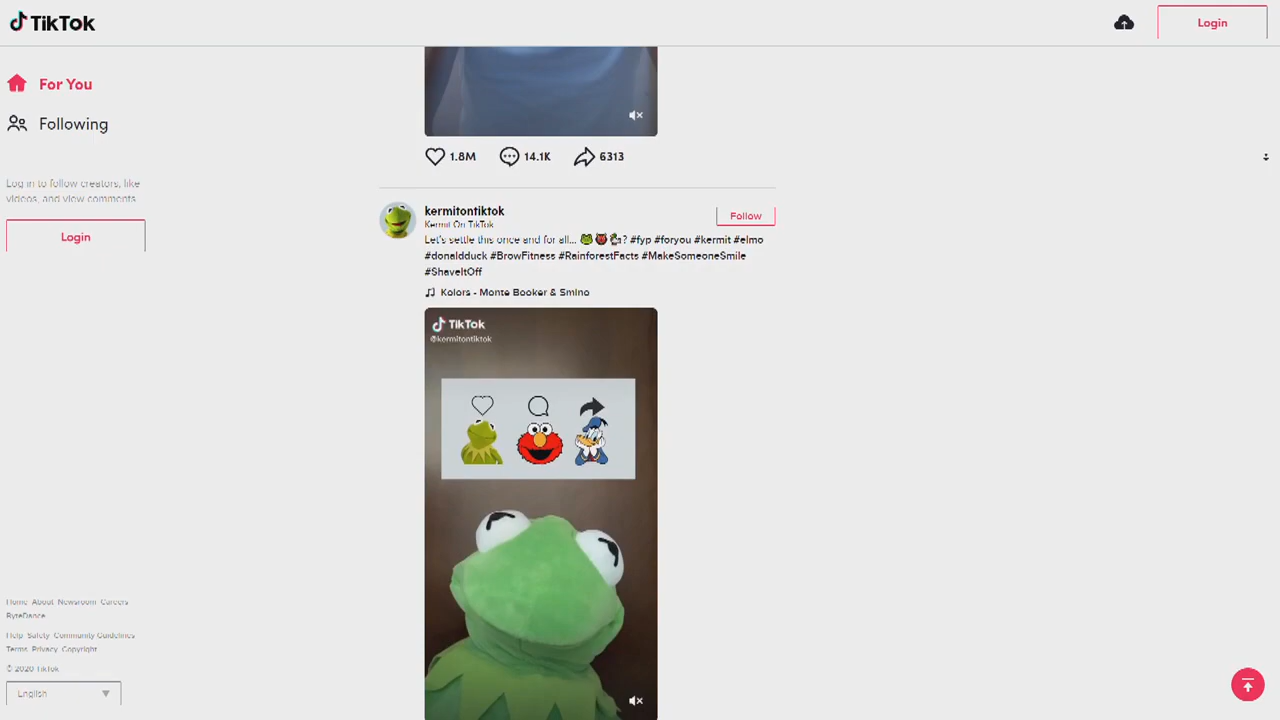 TikTok
Login
For You
Following
Log in to follow creators, like
videos, and view comments
Login
1.8M 14.1K 6313
kermitontiktok
Kermit On TikTok
Follow
Let's settle this once and for all... 🐸👹🦆? #fyp #foryou #kermit #elmo
#donaldduck #BrowFitness #RainforestFacts #MakeSomeoneSmile
#ShaveItOff
Kolors - Monte Booker & Smino
TikTok
@kermitontiktok
Home About Newsroom Careers
ByteDance
Help Safety Community Guidelines
Terms Privacy Copyright
© 2020 TikTok
English